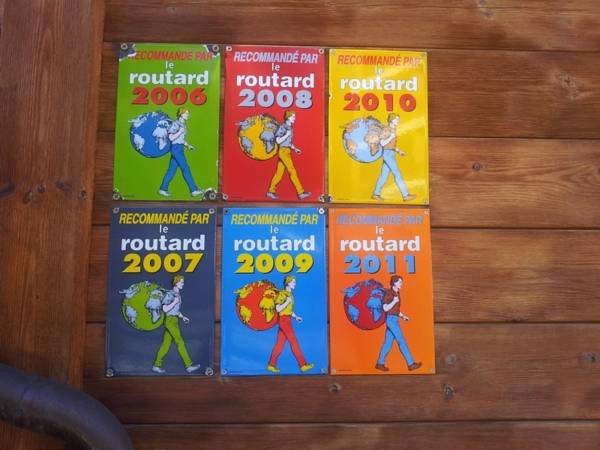 RECOMMANDÉ PAR
le
routard
2006
RECOMMANDÉ PAR
le
routard
2008
RECOMMANDÉ PAR
le
routard
2010
RECOMMANDÉ PAR
le
routard
2007
RECOMMANDÉ PAR
le
routard
2009
RECOMMANDÉ PAR
le
routard
2011